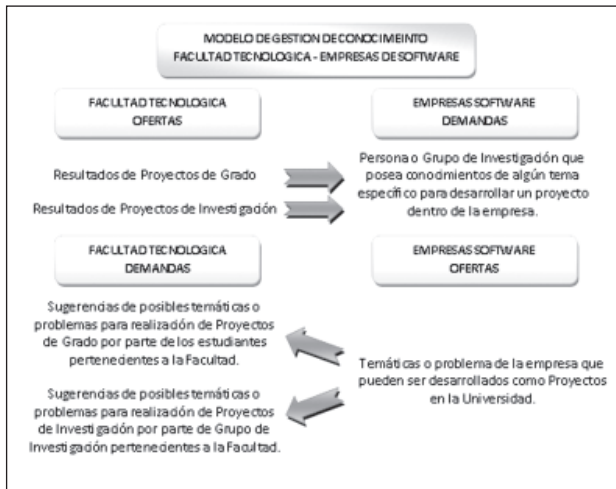 MODELO DE GESTION DE CONOCIMEINTO
FACULTAD TECNOLOGICA - EMPRESAS DE SOFTWARE
FACULTAD TECNOLOGICA
OFERTAS
EMPRESAS SOFTWARE
DEMANDAS
Resultados de Proyectos de Grado
Resultados de Proyectos de Investigación
Persona o Grupo de Investigación que
posea conocimientos de algún tema
específico para desarrollar un proyecto
dentro de la empresa.
FACULTAD TECNOLOGICA
DEMANDAS
EMPRESAS SOFTWARE
OFERTAS
Sugerencias de posibles temáticas o
problemas para realización de Proyectos
de Grado por parte de los estudiantes
pertenecientes a la Facultad.
Sugerencias de posibles temáticas o
problemas para realización de Proyectos
de Investigación por parte de Grupo de
Investigación pertenecientes a la Facultad.
Temáticas o problema de la empresa que
pueden ser desarrollados como Proyectos
en la Universidad.